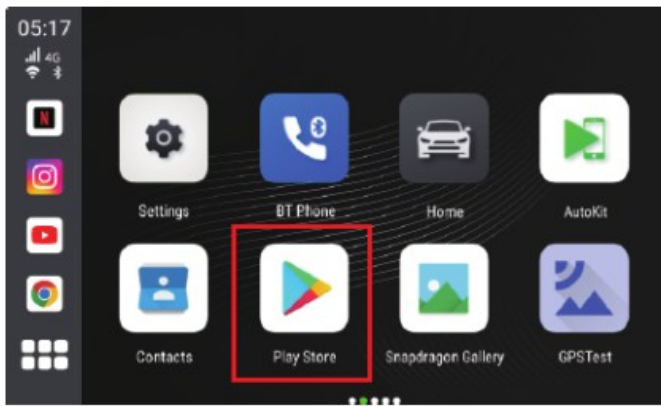 05:17
4G
N
Settings
BT Phone
Home
AutoKit
Contacts
Play Store
Snapdragon Gallery
GPSTest